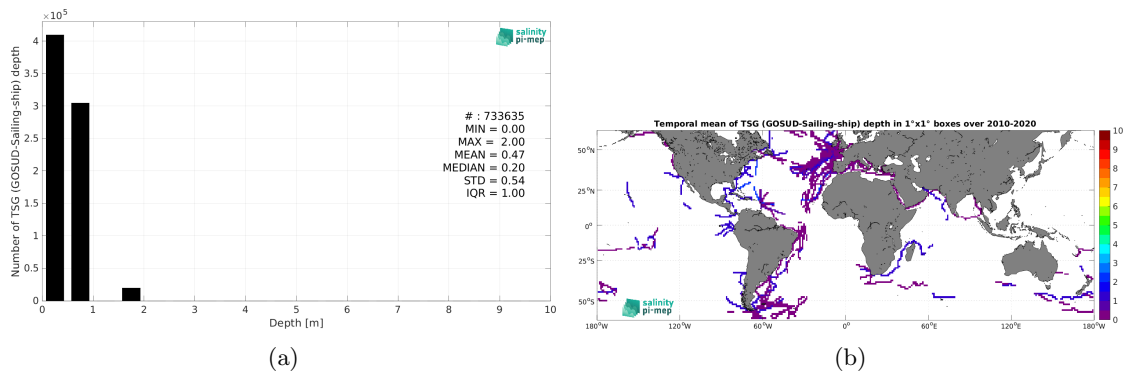 ×10^5
4
3.5
3
2.5
2
1.5
1
0.5
0
Number of TSG (GOSUD-Sailing-ship) depth
salinity
pi-mep
# : 733635
MIN = 0.00
MAX = 2.00
MEAN = 0.47
MEDIAN = 0.20
STD = 0.54
IQR = 1.00
0 1 2 3 4 5 6 7 8 9 10
Depth [m]
(a)
Temporal mean of TSG (GOSUD-Sailing-ship) depth in 1°x1° boxes over 2010-2020
50°N
25°N
0°
25°S
50°S
salinity
pi-mep
180°W 120°W 60°W 0° 60°E 120°E 180°W
10
9
8
7
6
5
4
3
2
1
0
(b)